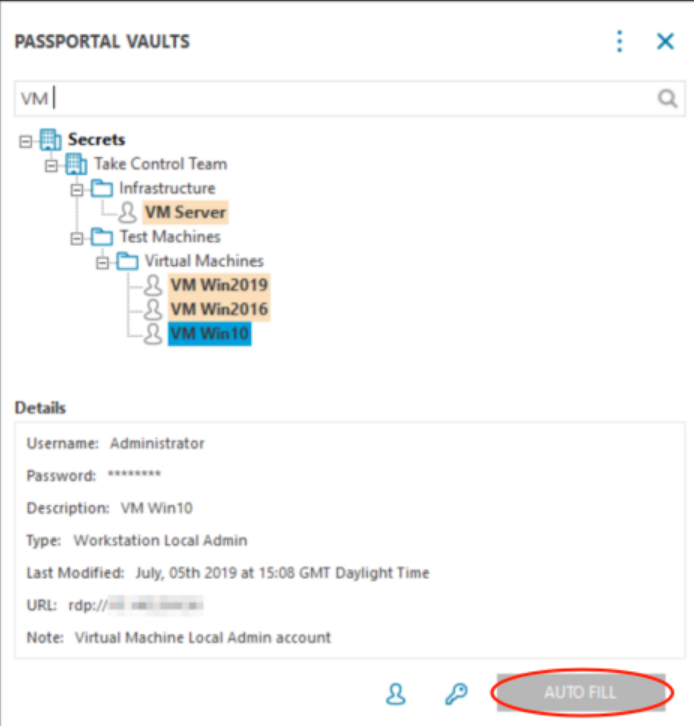 PASSPORTAL VAULTS
VM
Secrets
Take Control Team
Infrastructure
VM Server
Test Machines
Virtual Machines
VM Win2019
VM Win2016
VM Win10
Details
Username: Administrator
Password: ********
Description: VM Win10
Type: Workstation Local Admin
Last Modified: July, 05th 2019 at 15:08 GMT Daylight Time
URL: rdp://
Note: Virtual Machine Local Admin account
AUTO FILL